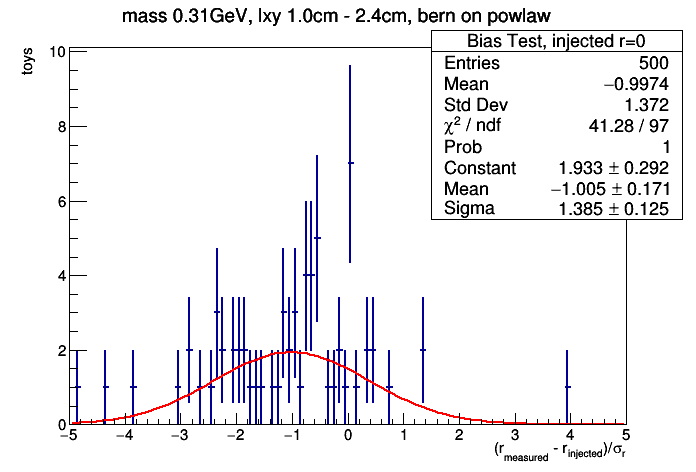 mass 0.31GeV, lxy 1.0cm - 2.4cm, bern on powlaw
toys
Bias Test, injected r=0
Entries 500
Mean −0.9974
Std Dev 1.372
χ² / ndf 41.28 / 97
Prob 1
Constant 1.933 ± 0.292
Mean −1.005 ± 0.171
Sigma 1.385 ± 0.125
10
8
6
4
2
0
−5 −4 −3 −2 −1 0 1 2 3 4 5
(r_measured - r_injected)/σ_r